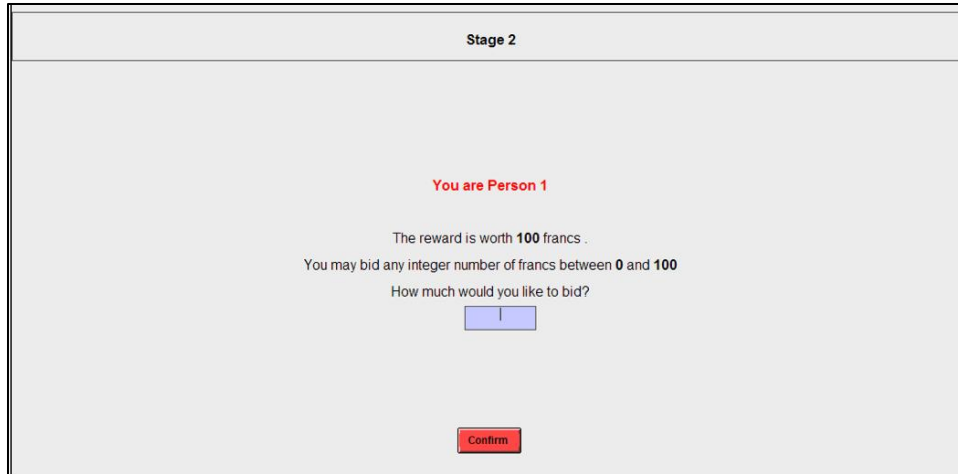 Stage 2
You are Person 1
The reward is worth 100 francs .
You may bid any integer number of francs between 0 and 100
How much would you like to bid?
Confirm